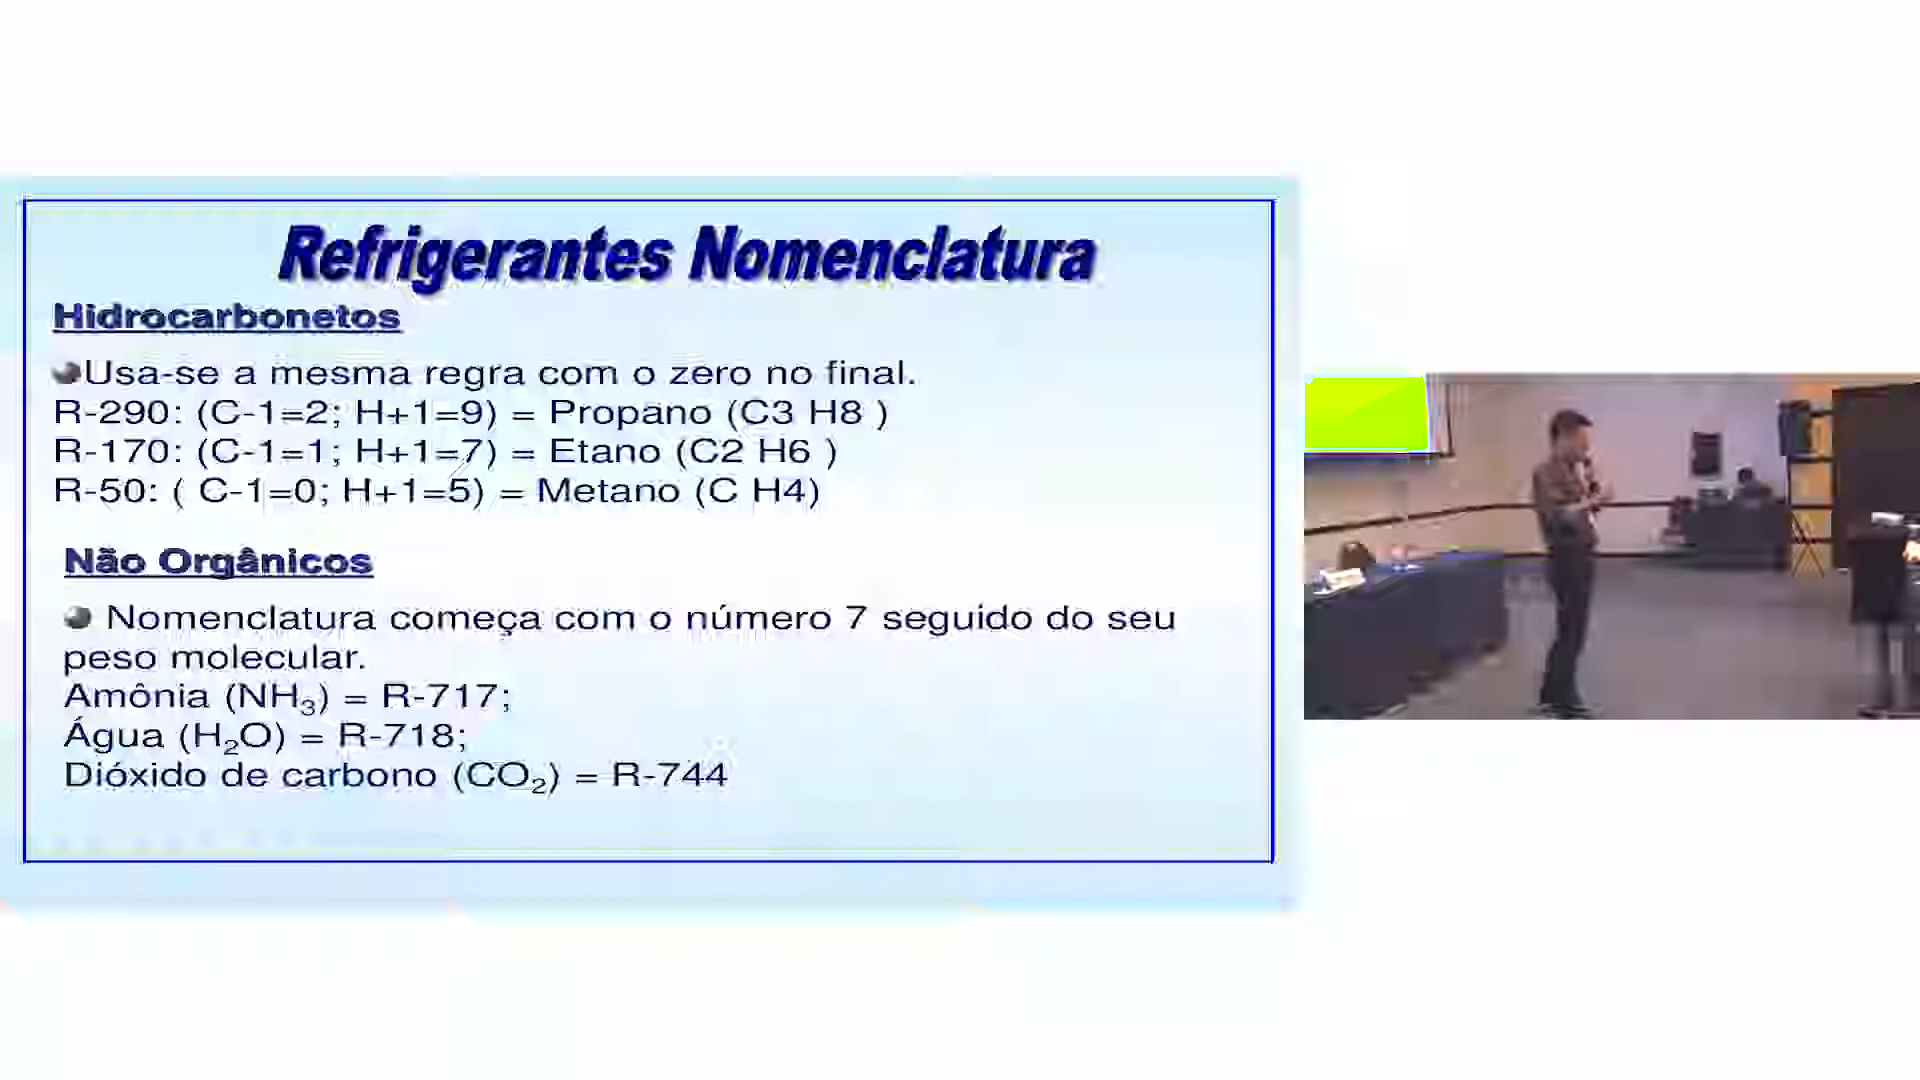 Refrigerantes Nomenclatura
Hidrocarbonetos
Usa-se a mesma regra com o zero no final.
R-290: (C-1=2; H+1=9) = Propano (C3 H8 )
R-170: (C-1=1; H+1=7) = Etano (C2 H6 )
R-50: ( C-1=0; H+1=5) = Metano (C H4)
Não Orgânicos
Nomenclatura começa com o número 7 seguido do seu
peso molecular.
Amônia (NH₃) = R-717;
Água (H₂O) = R-718;
Dióxido de carbono (CO₂) = R-744